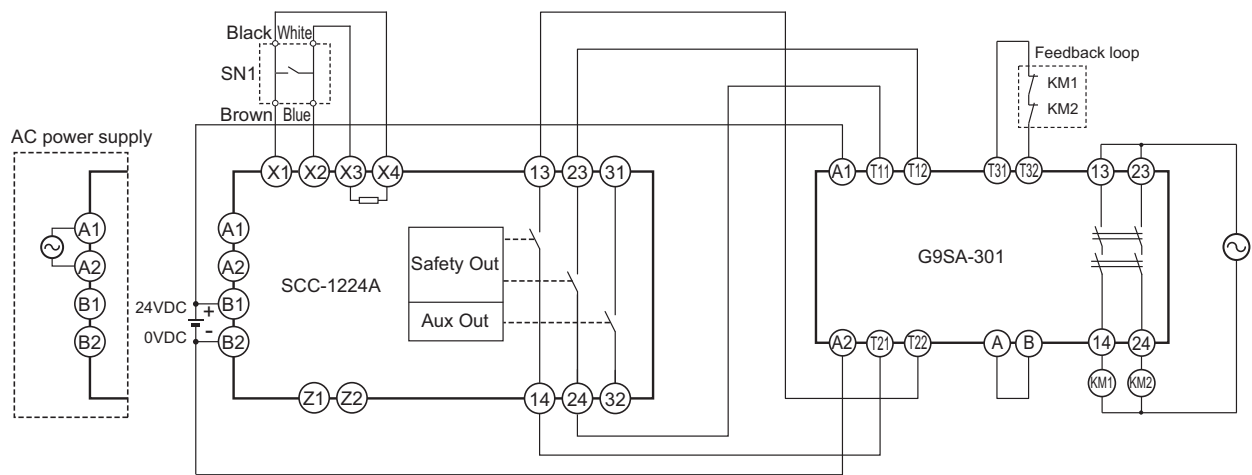 Black White
SN1
Brown Blue
Feedback loop
KM1
KM2
AC power supply
A1
A2
B1
B2
X1 X2 X3 X4 13 23 31
A1
A2
B1
B2
24VDC +
0VDC -
Safety Out
Aux Out
SCC-1224A
Z1 Z2 14 24 32
A1 T11 T12 T31 T32 13 23
G9SA-301
A2 T21 T22 A B 14 24
KM1 KM2